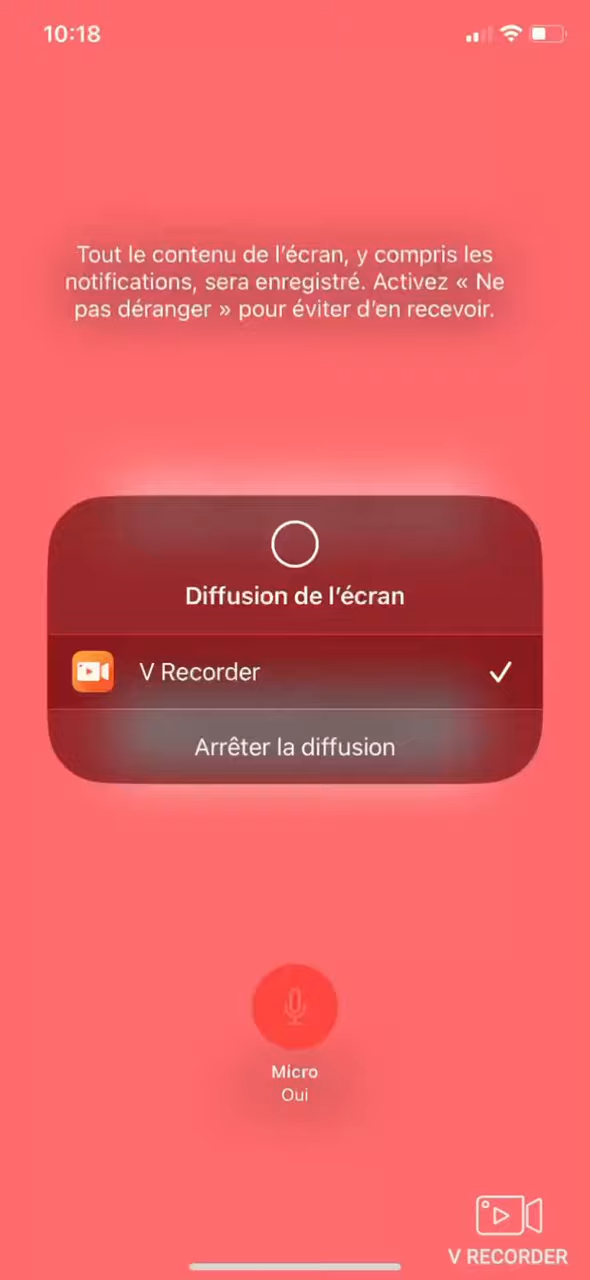 10:18
Tout le contenu de l’écran, y compris les
notifications, sera enregistré. Activez « Ne
pas déranger » pour éviter d’en recevoir.
Diffusion de l’écran
V Recorder
Arrêter la diffusion
Micro
Oui
V RECORDER